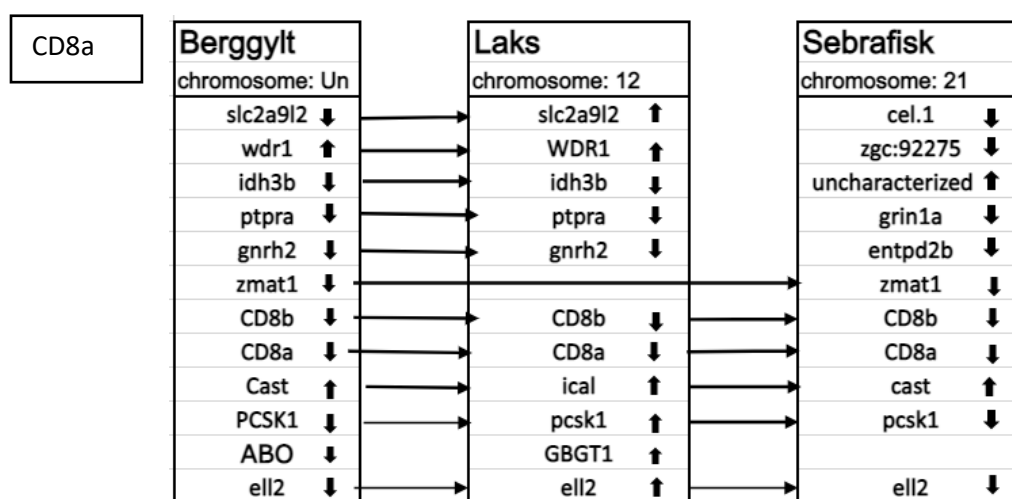 CD8a
Berggylt Laks Sebrafisk
chromosome: Un chromosome: 12 chromosome: 21
slc2a9l2 slc2a9l2 cel.1
wdr1 WDR1 zgc:92275
idh3b idh3b uncharacterized
ptpra ptpra grin1a
gnrh2 gnrh2 entpd2b
zmat1 zmat1
CD8b CD8b CD8b
CD8a CD8a CD8a
Cast ical cast
PCSK1 pcsk1 pcsk1
ABO GBGT1
ell2 ell2 ell2